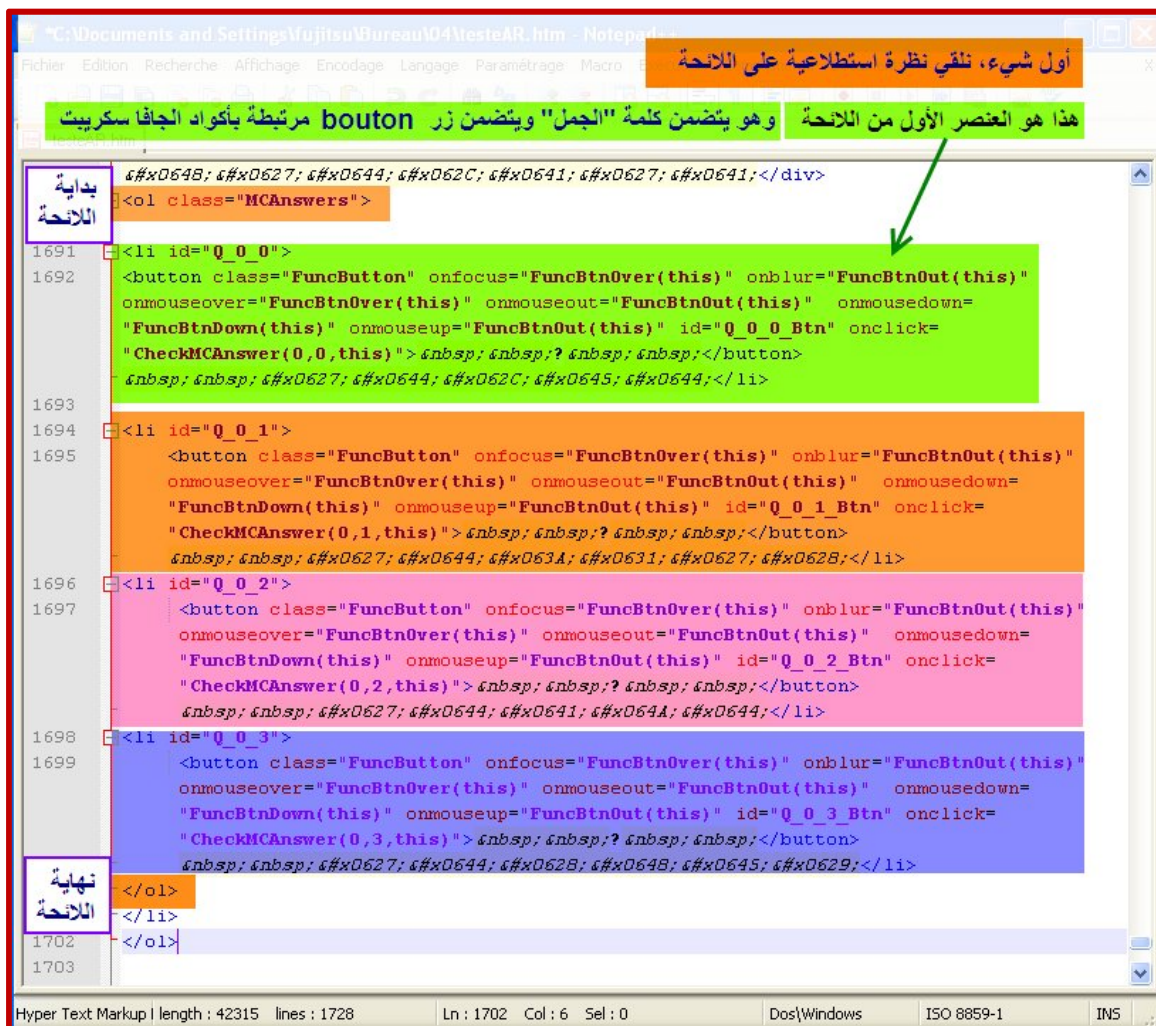 *C:\Documents and Settings\fujitsu\Bureau\04\testeAR.htm - Notepad++
أول شيء، نلقي نظرة استطلاعية على اللائحة
Fichier Edition Recherche Affichage Encodage Langage Paramétrage Macro
هذا هو العنصر الأول من اللائحة وهو يتضمن كلمة "الجمل" ويتضمن زر bouton مرتبطة بأكواد الجافا سكريبت
testeAR.htm
&#x0648;&#x0627;&#x0644;&#x062C;&#x0641;&#x0627;&#x0641;</div>
بداية
اللائحة
<ol class="MCAnswers">
1691 <li id="Q_0_0">
1692 <button class="FuncButton" onfocus="FuncBtnOver(this)" onblur="FuncBtnOut(this)"
onmouseover="FuncBtnOver(this)" onmouseout="FuncBtnOut(this)" onmousedown=
"FuncBtnDown(this)" onmouseup="FuncBtnOut(this)" id="Q_0_0_Btn" onclick=
"CheckMCAnswer(0,0,this)">&nbsp;&nbsp;?&nbsp;&nbsp;</button>
&nbsp;&nbsp;&#x0627;&#x0644;&#x062C;&#x0645;&#x0644;</li>
1693
1694 <li id="Q_0_1">
1695 <button class="FuncButton" onfocus="FuncBtnOver(this)" onblur="FuncBtnOut(this)"
onmouseover="FuncBtnOver(this)" onmouseout="FuncBtnOut(this)" onmousedown=
"FuncBtnDown(this)" onmouseup="FuncBtnOut(this)" id="Q_0_1_Btn" onclick=
"CheckMCAnswer(0,1,this)">&nbsp;&nbsp;?&nbsp;&nbsp;</button>
&nbsp;&nbsp;&#x0627;&#x0644;&#x063A;&#x0631;&#x0627;&#x0628;</li>
1696 <li id="Q_0_2">
1697 <button class="FuncButton" onfocus="FuncBtnOver(this)" onblur="FuncBtnOut(this)"
onmouseover="FuncBtnOver(this)" onmouseout="FuncBtnOut(this)" onmousedown=
"FuncBtnDown(this)" onmouseup="FuncBtnOut(this)" id="Q_0_2_Btn" onclick=
"CheckMCAnswer(0,2,this)">&nbsp;&nbsp;?&nbsp;&nbsp;</button>
&nbsp;&nbsp;&#x0627;&#x0644;&#x0641;&#x064A;&#x0644;</li>
1698 <li id="Q_0_3">
1699 <button class="FuncButton" onfocus="FuncBtnOver(this)" onblur="FuncBtnOut(this)"
onmouseover="FuncBtnOver(this)" onmouseout="FuncBtnOut(this)" onmousedown=
"FuncBtnDown(this)" onmouseup="FuncBtnOut(this)" id="Q_0_3_Btn" onclick=
"CheckMCAnswer(0,3,this)">&nbsp;&nbsp;?&nbsp;&nbsp;</button>
&nbsp;&nbsp;&#x0627;&#x0644;&#x0628;&#x0648;&#x0645;&#x0629;</li>
نهاية
اللائحة
</ol>
</li>
1702 </ol>
1703
Hyper Text Markup l length : 42315 lines : 1728 Ln : 1702 Col : 6 Sel : 0 Dos\Windows ISO 8859-1 INS